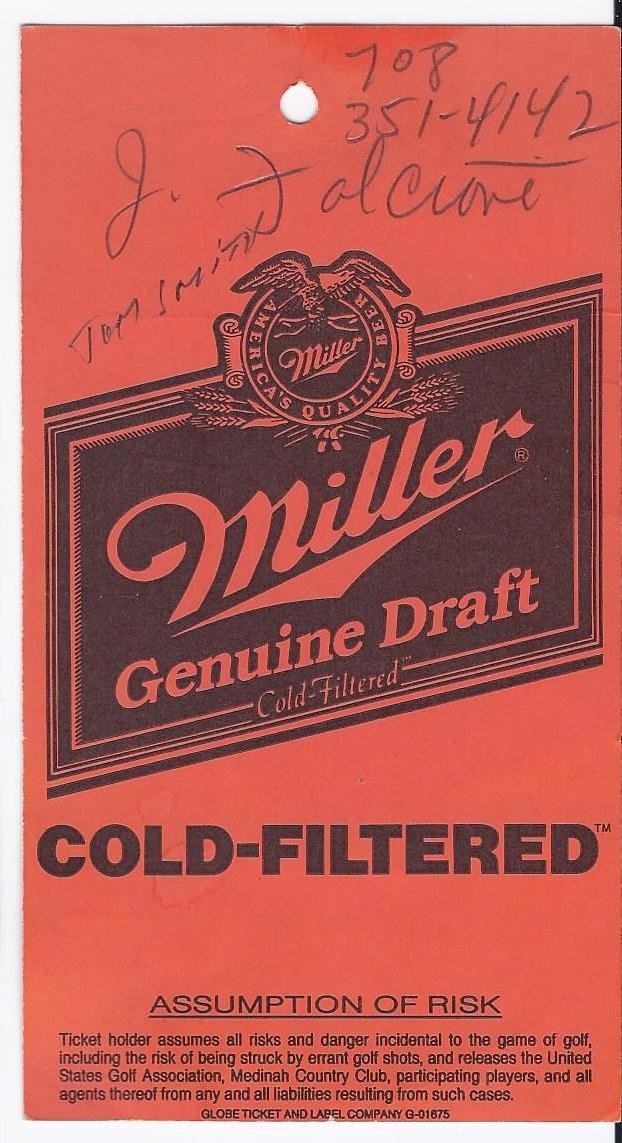 708
351-4142
J. Falcione
Tom Smith
AMERICA'S QUALITY BEER
Miller
Miller®
Genuine Draft
Cold-Filtered™
COLD-FILTERED™
ASSUMPTION OF RISK
Ticket holder assumes all risks and danger incidental to the game of golf,
including the risk of being struck by errant golf shots, and releases the United
States Golf Association, Medinah Country Club, participating players, and all
agents thereof from any and all liabilities resulting from such cases.
GLOBE TICKET AND LABEL COMPANY G-01675